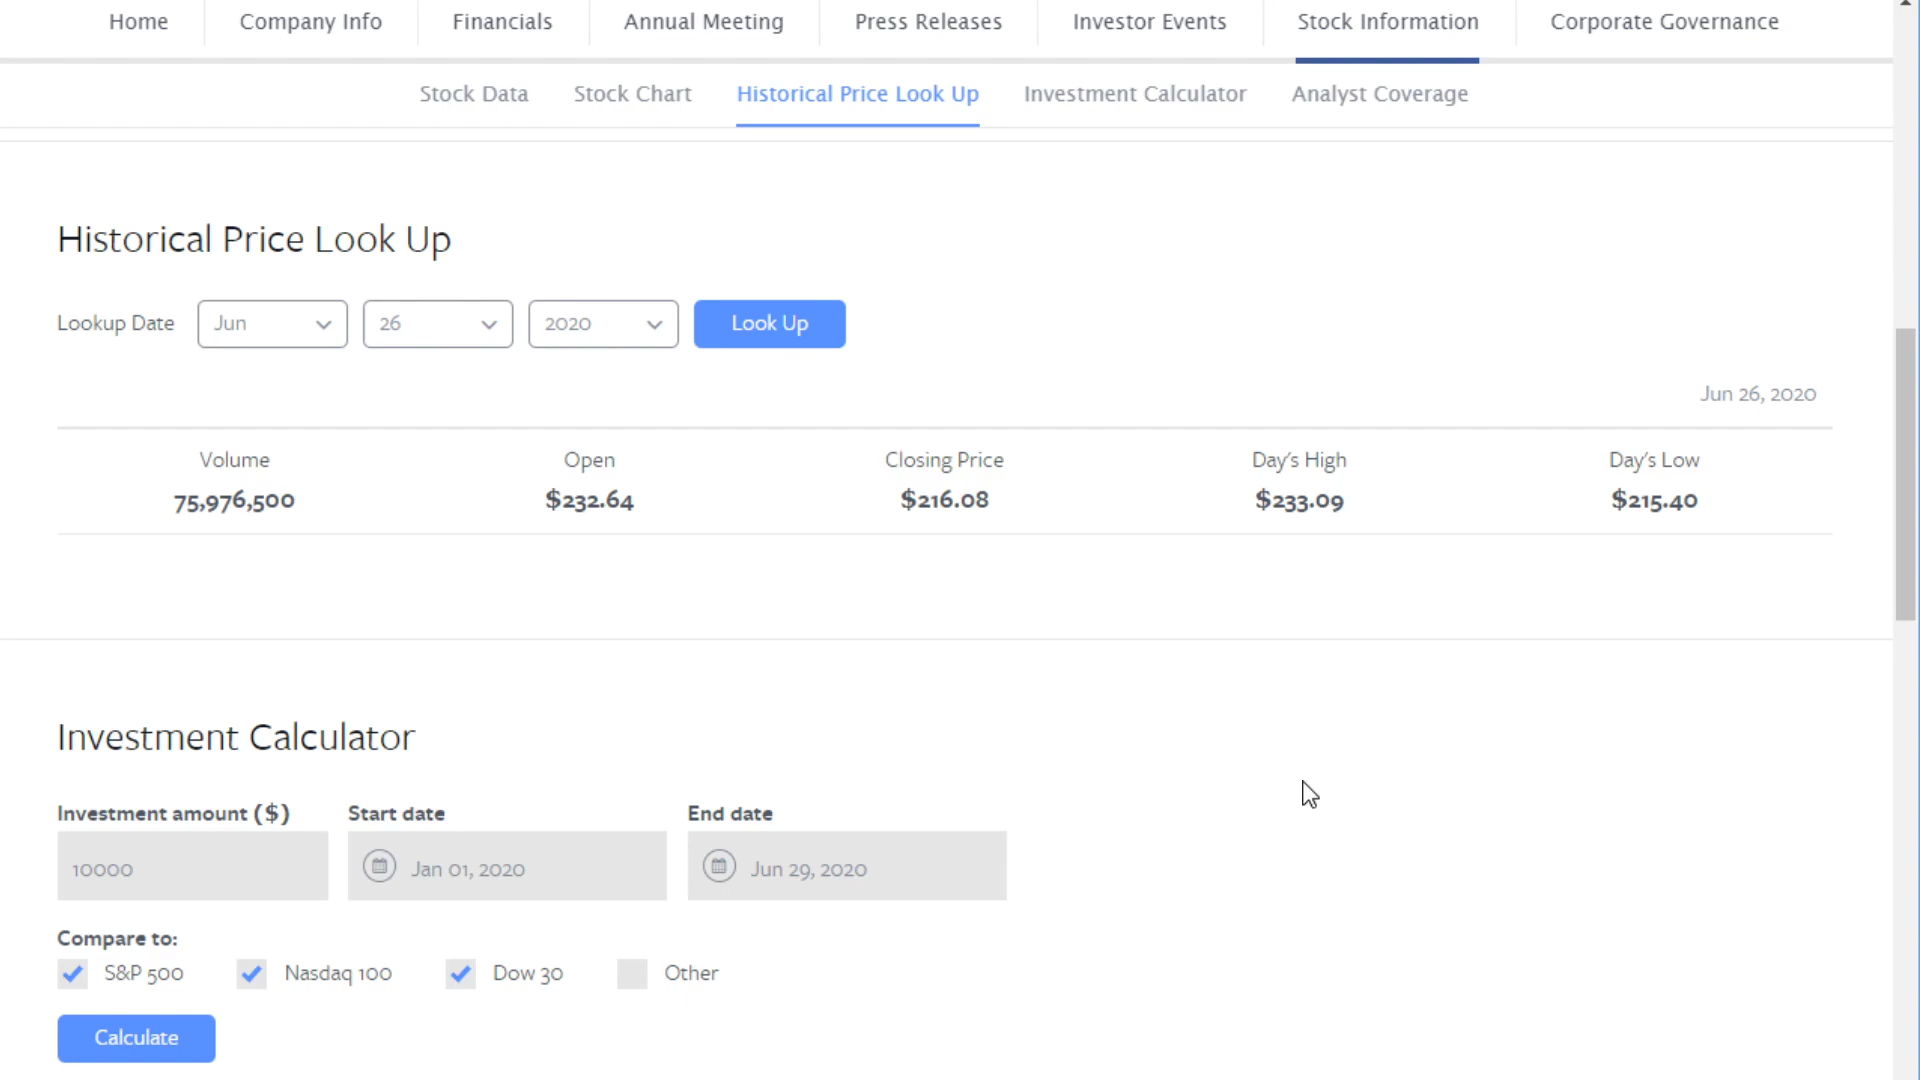 Home Company Info Financials Annual Meeting Press Releases Investor Events Stock Information Corporate Governance
Stock Data Stock Chart Historical Price Look Up Investment Calculator Analyst Coverage
Historical Price Look Up
Lookup Date Jun 26 2020 Look Up
Jun 26, 2020
Volume Open Closing Price Day's High Day's Low
75,976,500 $232.64 $216.08 $233.09 $215.40
Investment Calculator
Investment amount ($) Start date End date
10000 Jan 01, 2020 Jun 29, 2020
Compare to:
S&P 500 Nasdaq 100 Dow 30 Other
Calculate